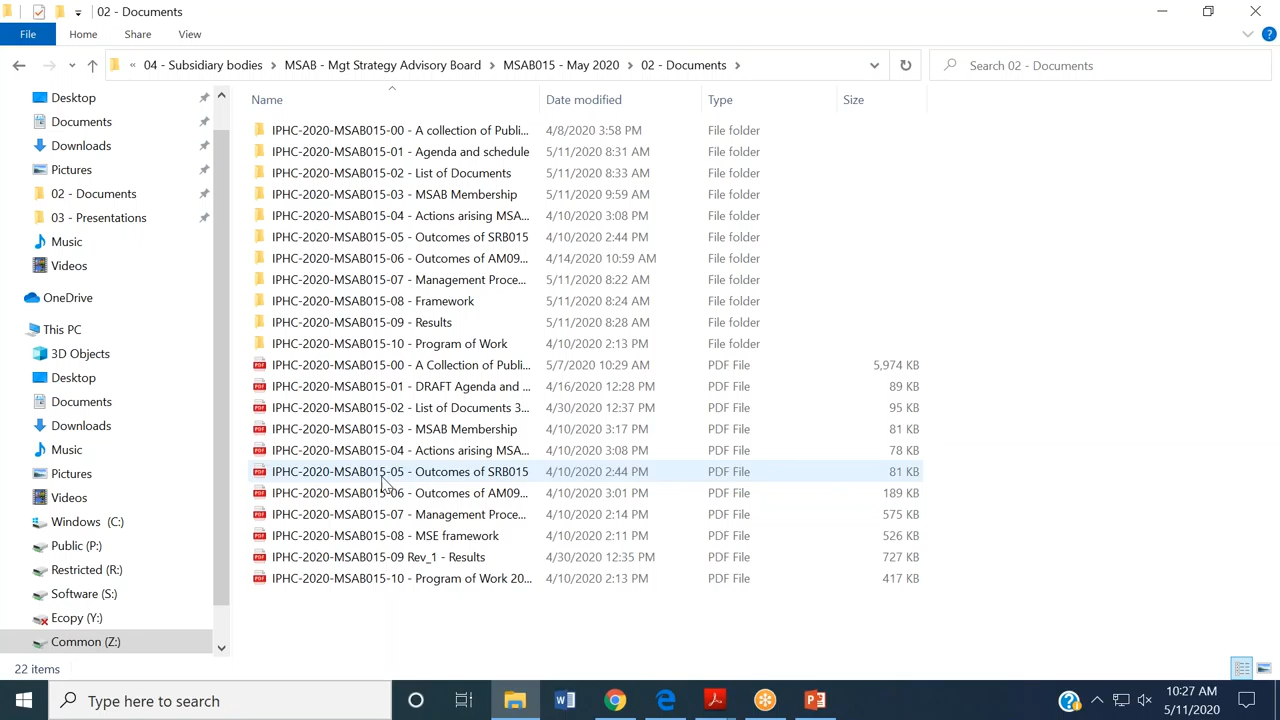 02 - Documents
File Home Share View
« 04 - Subsidiary bodies > MSAB - Mgt Strategy Advisory Board > MSAB015 - May 2020 > 02 - Documents >
Search 02 - Documents
Desktop
Documents
Downloads
Pictures
02 - Documents
03 - Presentations
Music
Videos
OneDrive
This PC
3D Objects
Desktop
Documents
Downloads
Music
Pictures
Videos
Windows (C:)
Public (P:)
Restricted (R:)
Software (S:)
Ecopy (Y:)
Common (Z:)
Name Date modified Type Size
IPHC-2020-MSAB015-00 - A collection of Publi... 4/8/2020 3:58 PM File folder
IPHC-2020-MSAB015-01 - Agenda and schedule 5/11/2020 8:31 AM File folder
IPHC-2020-MSAB015-02 - List of Documents 5/11/2020 8:33 AM File folder
IPHC-2020-MSAB015-03 - MSAB Membership 5/11/2020 9:59 AM File folder
IPHC-2020-MSAB015-04 - Actions arising MSA... 4/10/2020 3:08 PM File folder
IPHC-2020-MSAB015-05 - Outcomes of SRB015 4/10/2020 2:44 PM File folder
IPHC-2020-MSAB015-06 - Outcomes of AM09... 4/14/2020 10:59 AM File folder
IPHC-2020-MSAB015-07 - Management Proce... 5/11/2020 8:22 AM File folder
IPHC-2020-MSAB015-08 - Framework 5/11/2020 8:24 AM File folder
IPHC-2020-MSAB015-09 - Results 5/11/2020 8:28 AM File folder
IPHC-2020-MSAB015-10 - Program of Work 4/10/2020 2:13 PM File folder
IPHC-2020-MSAB015-00 - A Collection of Publi... 5/7/2020 10:29 AM PDF File 5,974 KB
IPHC-2020-MSAB015-01 - DRAFT Agenda and ... 4/16/2020 12:28 PM PDF File 89 KB
IPHC-2020-MSAB015-02 - List of Documents 3... 4/30/2020 12:37 PM PDF File 95 KB
IPHC-2020-MSAB015-03 - MSAB Membership 4/10/2020 3:17 PM PDF File 81 KB
IPHC-2020-MSAB015-04 - Actions arising MSA... 4/10/2020 3:08 PM PDF File 78 KB
IPHC-2020-MSAB015-05 - Outcomes of SRB015 4/10/2020 2:44 PM PDF File 81 KB
IPHC-2020-MSAB015-06 - Outcomes of AM09... 4/10/2020 3:01 PM PDF File 189 KB
IPHC-2020-MSAB015-07 - Management Proce... 4/10/2020 2:14 PM PDF File 575 KB
IPHC-2020-MSAB015-08 - MSE framework 4/10/2020 2:11 PM PDF File 526 KB
IPHC-2020-MSAB015-09 Rev_1 - Results 4/30/2020 12:35 PM PDF File 727 KB
IPHC-2020-MSAB015-10 - Program of Work 20... 4/10/2020 2:13 PM PDF File 417 KB
22 items
Type here to search
10:27 AM
5/11/2020